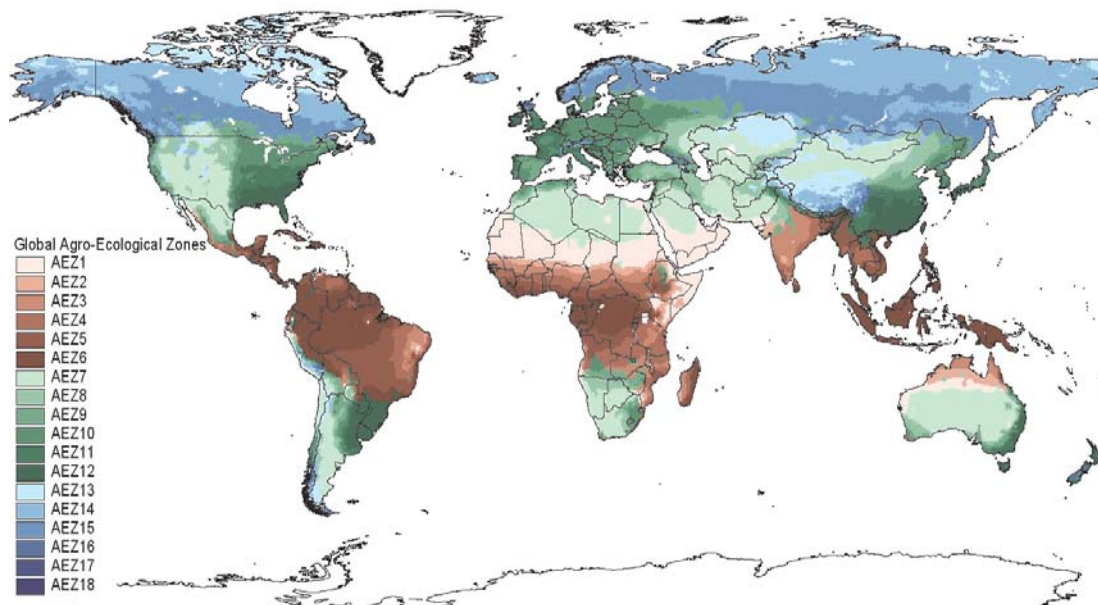 Global Agro-Ecological Zones
AEZ1
AEZ2
AEZ3
AEZ4
AEZ5
AEZ6
AEZ7
AEZ8
AEZ9
AEZ10
AEZ11
AEZ12
AEZ13
AEZ14
AEZ15
AEZ16
AEZ17
AEZ18